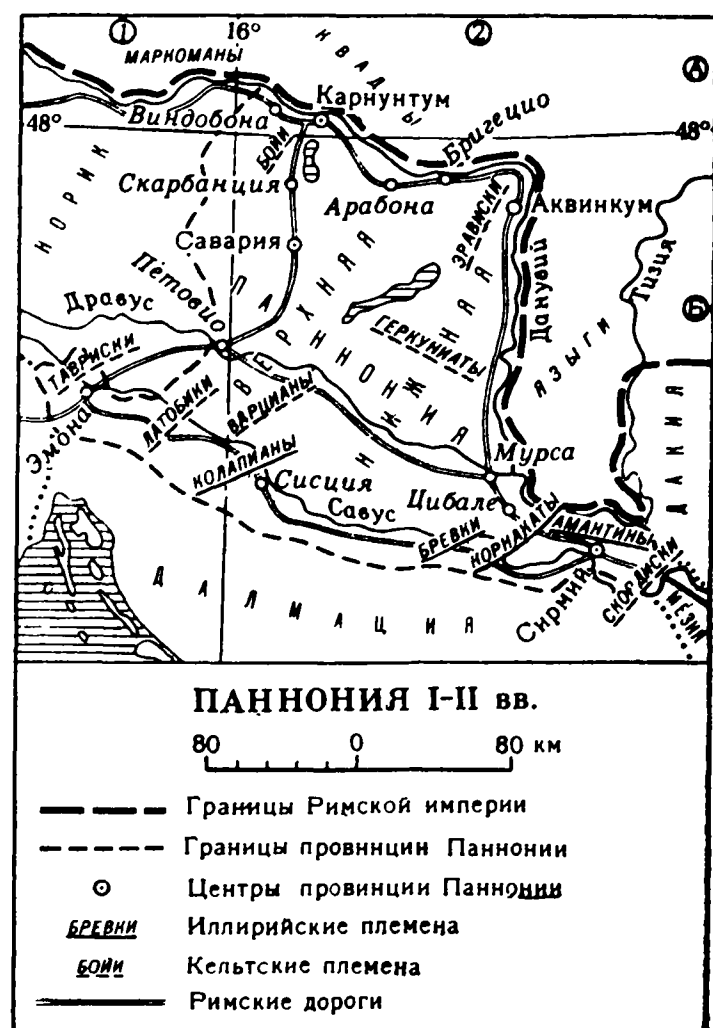 1 16° 2
МАРКОМАНЫ
КВАДЫ
А
Карнунтум
Виндобона
48° 48°
БОЙИ
Бригецио
Скарбанция
Арабона
ЭРАВИСКИ
Аквинкум
НОРИК
Савария
Петовио
Дравус
ВЕРХНЯЯ
ПАННОНИЯ
НИЖНЯЯ
ГЕРКУНИАТЫ
Данувий
ЯЗЫГИ
Тизия
Б
ТАВРИСКИ
ЛАТОБИКИ
ВАРЦИАНЫ
Эмона
КОЛАПИАНЫ
Мурса
ДАКИЯ
Сисция
Цибале
Савус
БРЕВКИ
КОРНАКАТЫ
АМАНТИНЫ
ДАЛМАЦИЯ
Сирмий
СКОРДИСКИ
МЕЗИЯ
ПАННОНИЯ I-II вв.
80 0 80 км
Границы Римской империи
Границы провинции Паннонии
Центры провинции Паннонии
БРЕВКИ Иллирийские племена
БОЙИ Кельтские племена
Римские дороги